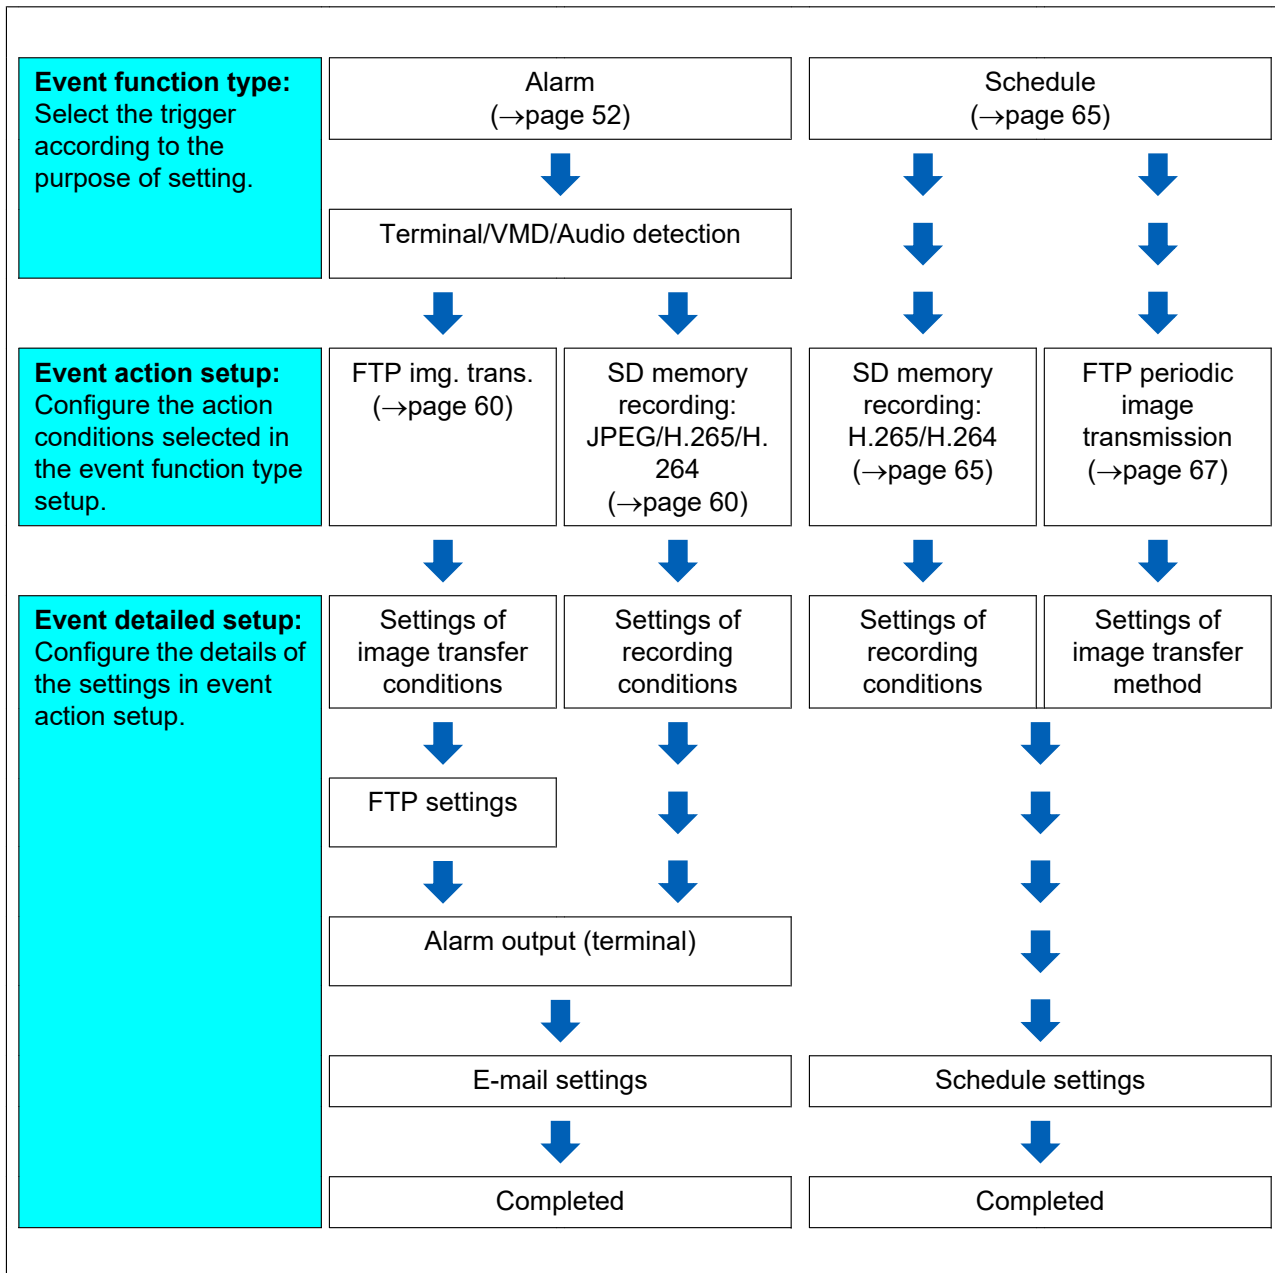 Event function type:
Select the trigger
according to the
purpose of setting.
Alarm
(→page 52)
Schedule
(→page 65)
Terminal/VMD/Audio detection
Event action setup:
Configure the action
conditions selected in
the event function type
setup.
FTP img. trans.
(→page 60)
SD memory
recording:
JPEG/H.265/H.
264
(→page 60)
SD memory
recording:
H.265/H.264
(→page 65)
FTP periodic
image
transmission
(→page 67)
Event detailed setup:
Configure the details of
the settings in event
action setup.
Settings of
image transfer
conditions
Settings of
recording
conditions
Settings of
recording
conditions
Settings of
image transfer
method
FTP settings
Alarm output (terminal)
E-mail settings
Schedule settings
Completed
Completed